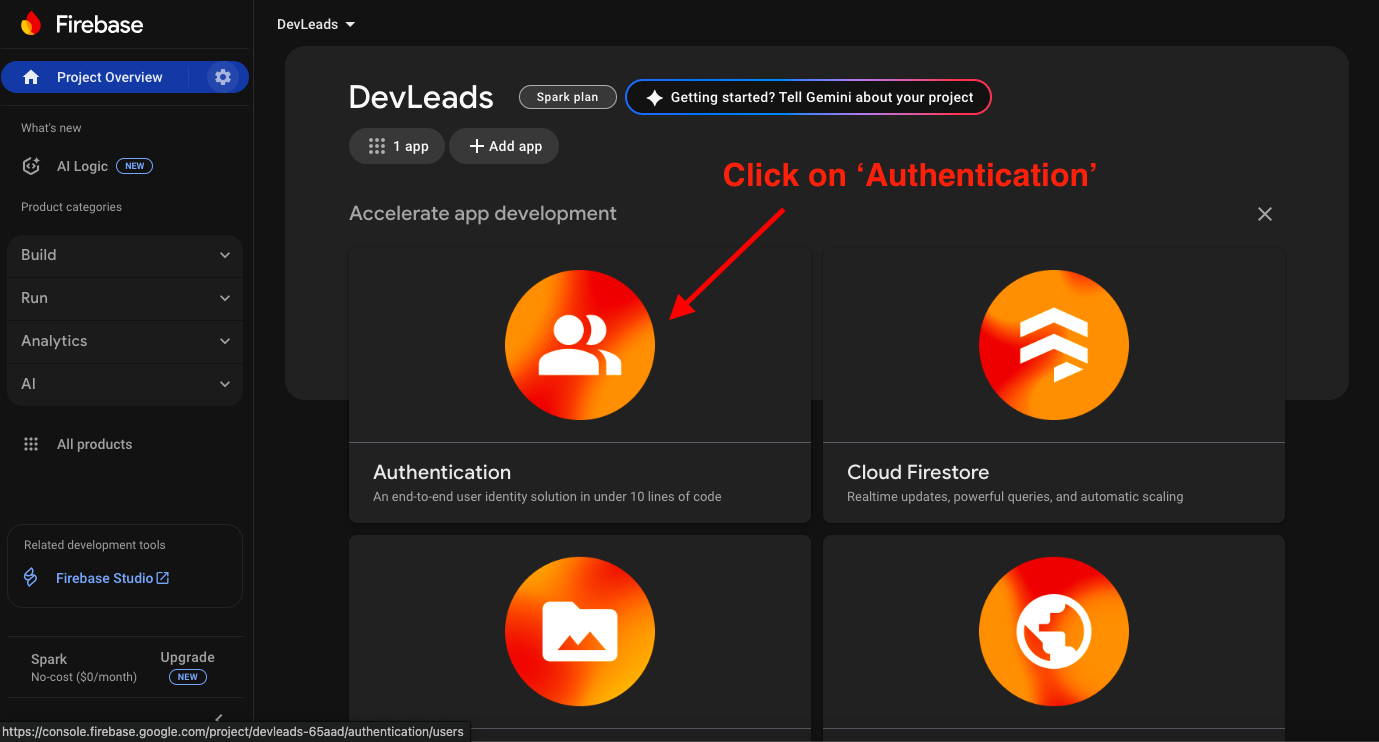 Firebase
DevLeads
Project Overview
What's new
AI Logic NEW
Product categories
Build
Run
Analytics
AI
All products
Related development tools
Firebase Studio
Spark
No-cost ($0/month)
Upgrade
NEW
https://console.firebase.google.com/project/devleads-65aad/authentication/users
DevLeads
Spark plan
Getting started? Tell Gemini about your project
1 app
Add app
Click on ‘Authentication’
Accelerate app development
Authentication
An end-to-end user identity solution in under 10 lines of code
Cloud Firestore
Realtime updates, powerful queries, and automatic scaling